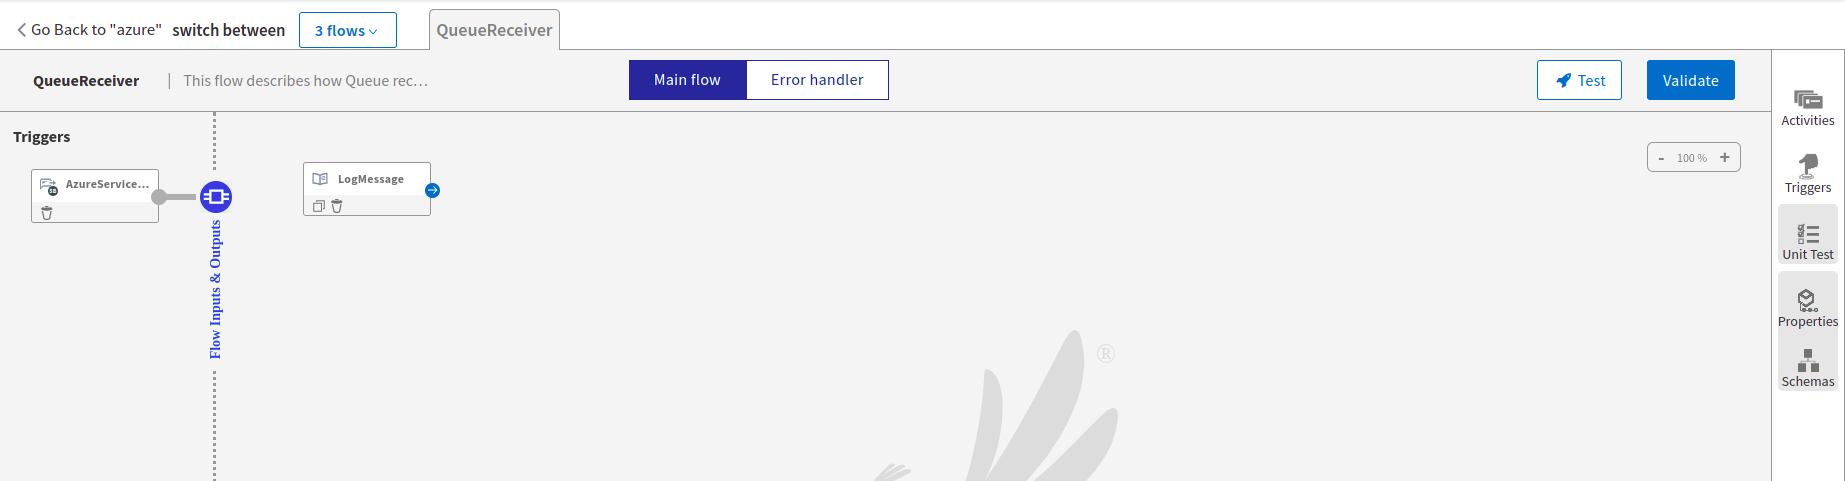 Go Back to "azure" switch between 3 flows QueueReceiver
QueueReceiver | This flow describes how Queue rec... Main flow Error handler Test Validate
Triggers
AzureService...
SB
LogMessage
Flow Inputs & Outputs
- 100 % +
®
Activities
Triggers
Unit Test
Properties
Schemas